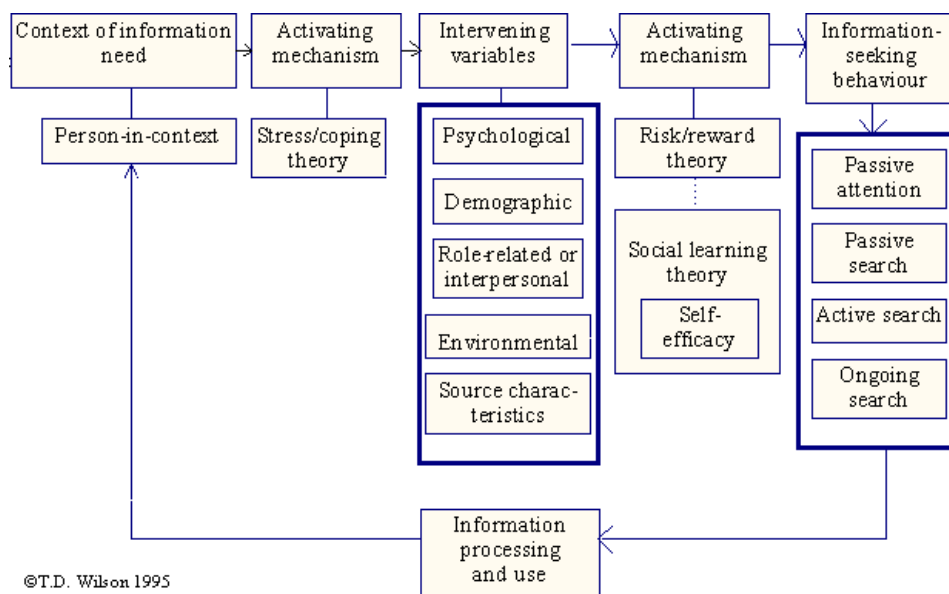 Context of information
need
Activating
mechanism
Intervening
variables
Activating
mechanism
Information-
seeking
behaviour
Person-in-context
Stress/coping
theory
Psychological
Demographic
Role-related or
interpersonal
Environmental
Source charac-
teristics
Risk/reward
theory
Social learning
theory
Self-
efficacy
Passive
attention
Passive
search
Active search
Ongoing
search
Information
processing
and use
©T.D. Wilson 1995